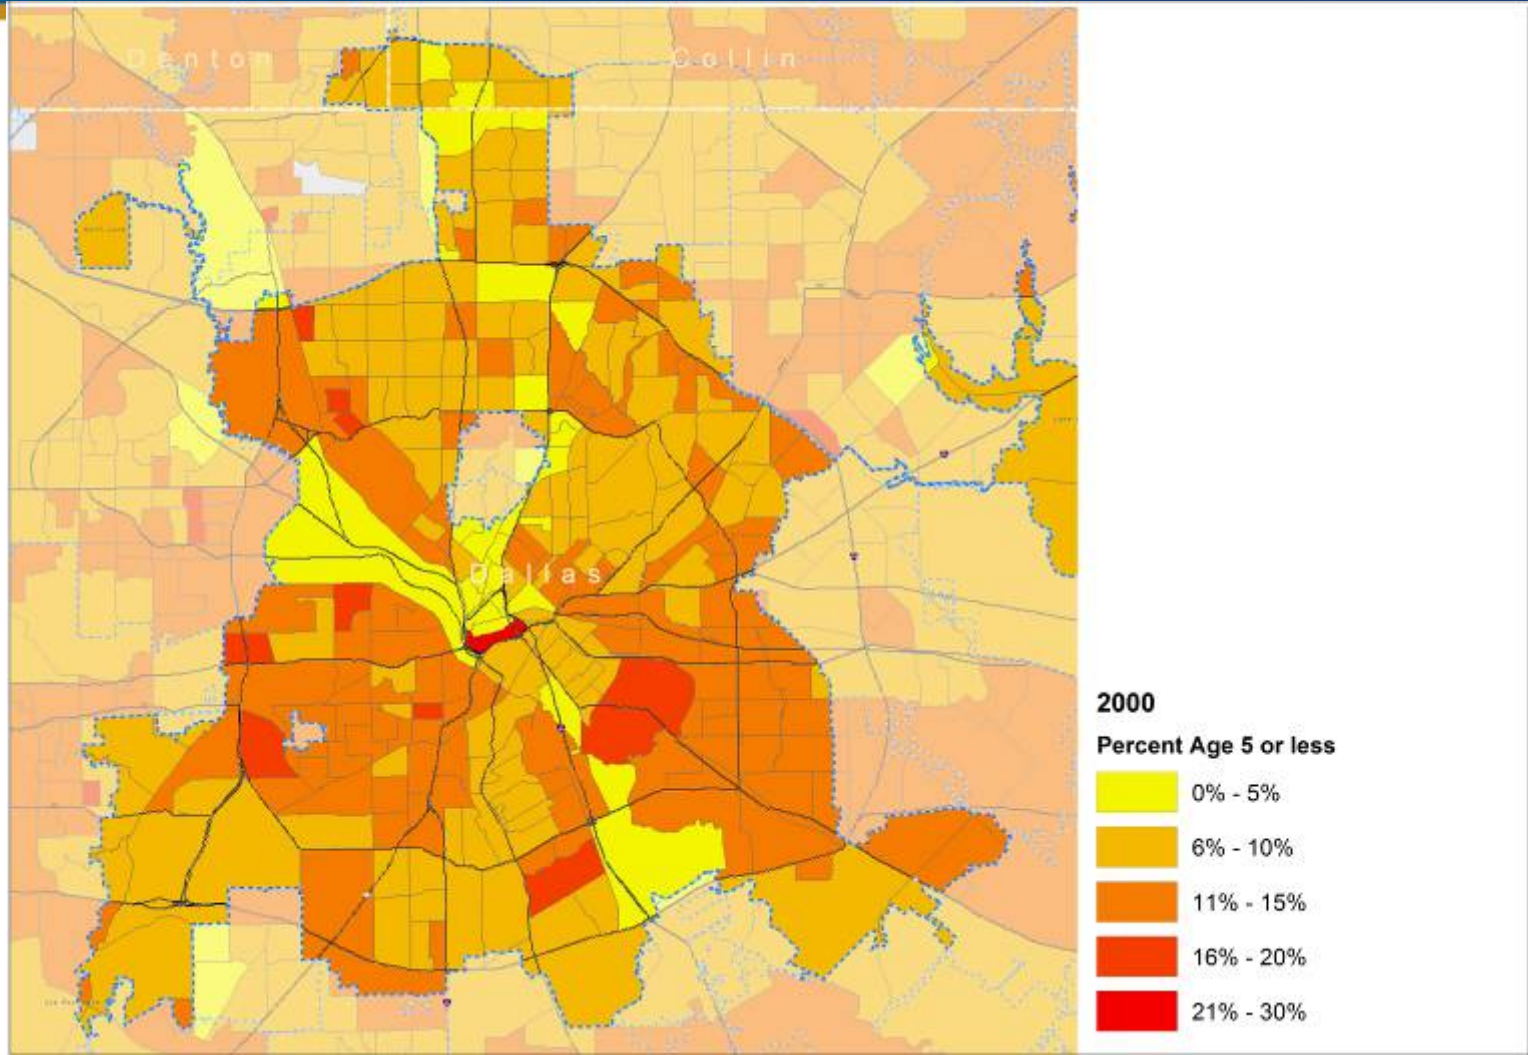 Denton
Collin
Dallas
2000
Percent Age 5 or less
0% - 5%
6% - 10%
11% - 15%
16% - 20%
21% - 30%